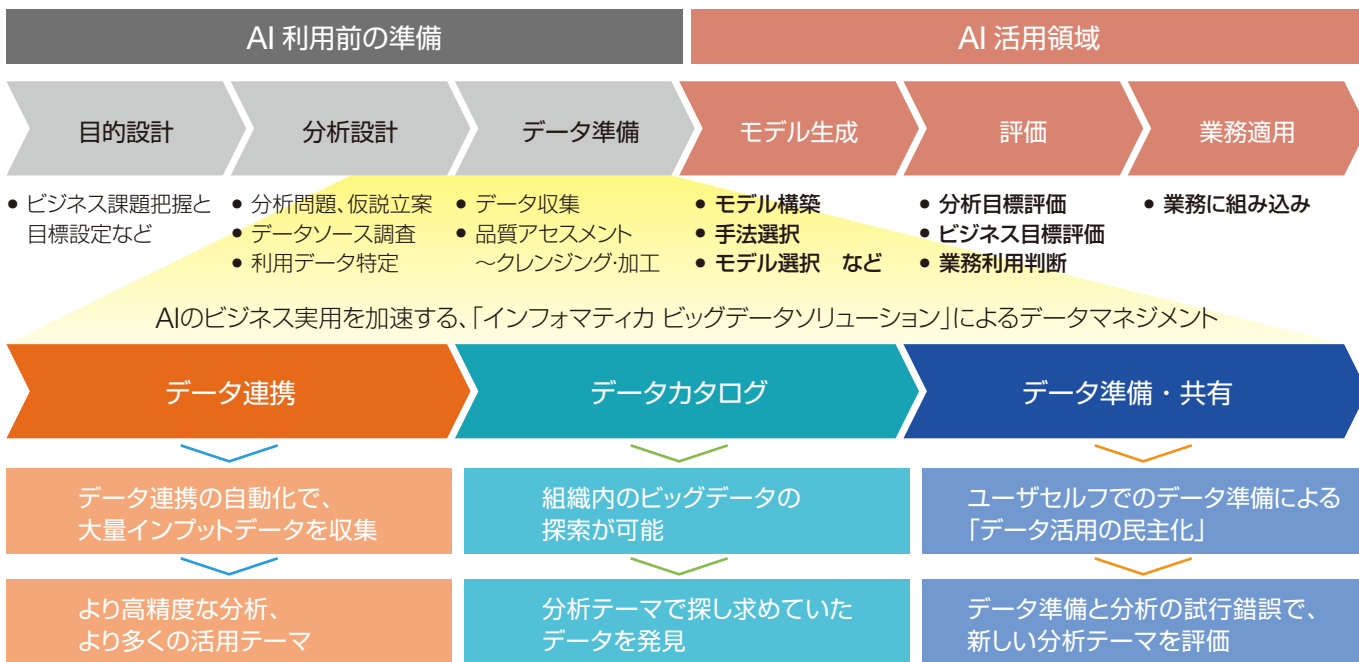 AI 利用前の準備
AI 活用領域
目的設計
分析設計
データ準備
モデル生成
評価
業務適用
• ビジネス課題把握と
目標設定など
• 分析問題、仮説立案
• データソース調査
• 利用データ特定
• データ収集
• 品質アセスメント
～クレンジング・加工
• モデル構築
• 手法選択
• モデル選択　など
• 分析目標評価
• ビジネス目標評価
• 業務利用判断
• 業務に組み込み
AIのビジネス実用を加速する、「インフォマティカ ビッグデータソリューション」によるデータマネジメント
データ連携
データカタログ
データ準備・共有
データ連携の自動化で、
大量インプットデータを収集
組織内のビッグデータの
探索が可能
ユーザセルフでのデータ準備による
「データ活用の民主化」
より高精度な分析、
より多くの活用テーマ
分析テーマで探し求めていた
データを発見
データ準備と分析の試行錯誤で、
新しい分析テーマを評価